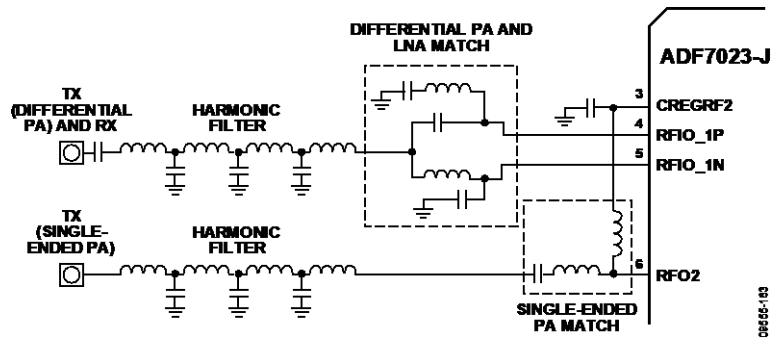 DIFFERENTIAL PA AND
LNA MATCH
ADF7023-J
TX
(DIFFERENTIAL
PA) AND RX
HARMONIC
FILTER
3
CREGRF2
4
RFIO_1P
5
RFIO_1N
TX
(SINGLE-
ENDED PA)
HARMONIC
FILTER
6
RFO2
SINGLE-ENDED
PA MATCH
09555-163